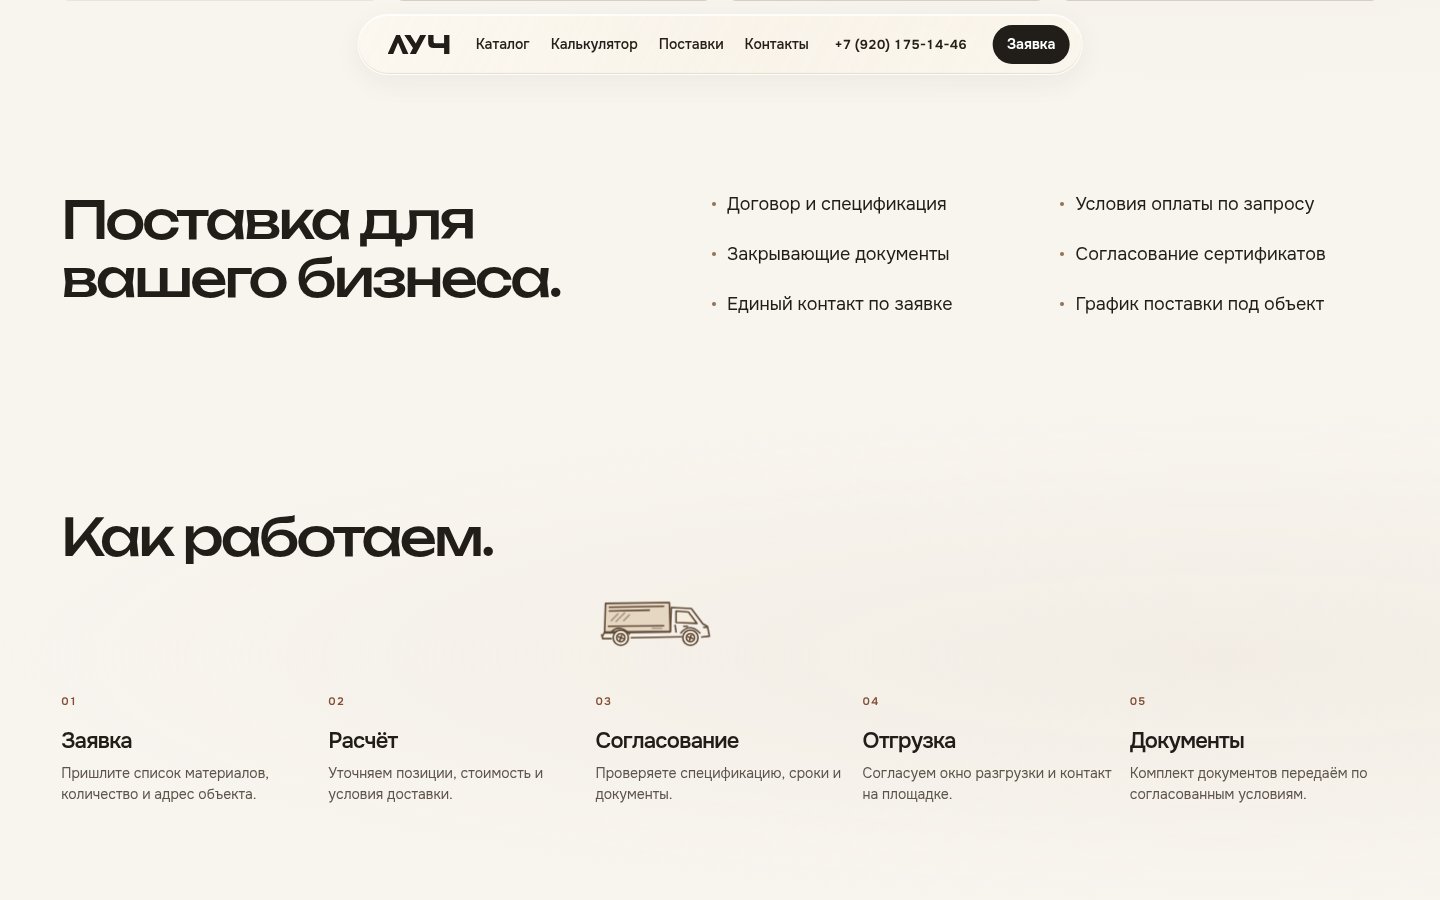 ЛУЧ Каталог Калькулятор Поставки Контакты +7 (920) 175-14-46 Заявка
Поставка для
вашего бизнеса.
Договор и спецификация
Условия оплаты по запросу
Закрывающие документы
Согласование сертификатов
Единый контакт по заявке
График поставки под объект
Как работаем.
01
Заявка
Пришлите список материалов,
количество и адрес объекта.
02
Расчёт
Уточняем позиции, стоимость и
условия доставки.
03
Согласование
Проверяете спецификацию, сроки и
документы.
04
Отгрузка
Согласуем окно разгрузки и контакт
на площадке.
05
Документы
Комплект документов передаём по
согласованным условиям.